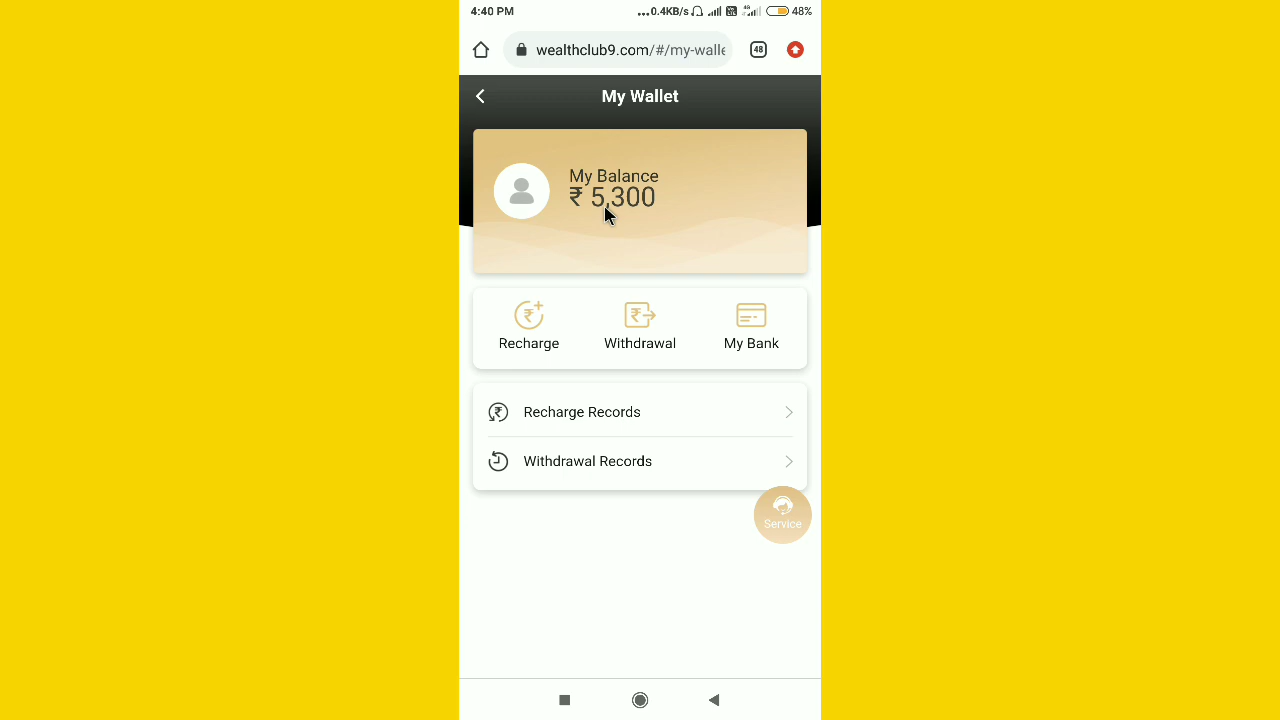 4:40 PM
...0.4KB/s 48%
wealthclub9.com/#/my-walle
48
My Wallet
My Balance
₹ 5,300
Recharge
Withdrawal
My Bank
Recharge Records
Withdrawal Records
Service